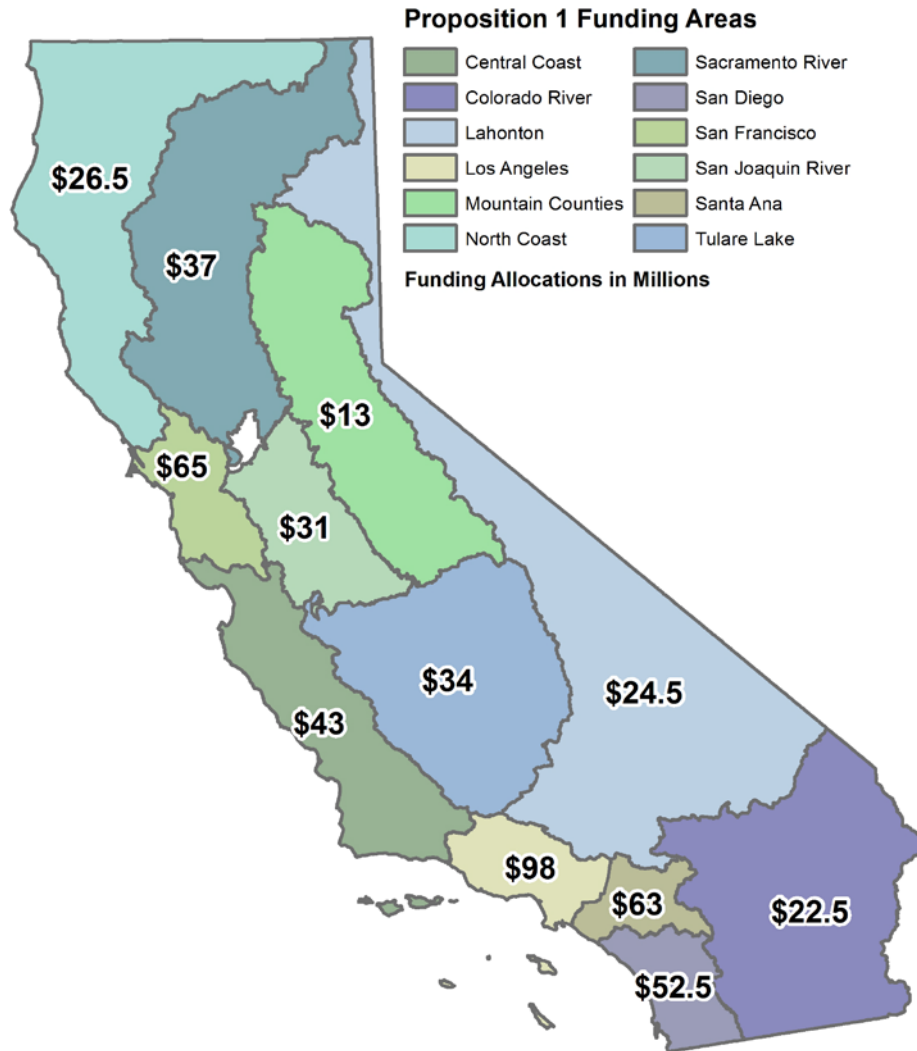 Proposition 1 Funding Areas
Central Coast
Colorado River
Lahonton
Los Angeles
Mountain Counties
North Coast
Sacramento River
San Diego
San Francisco
San Joaquin River
Santa Ana
Tulare Lake
Funding Allocations in Millions
$26.5
$37
$13
$65
$31
$34
$24.5
$43
$98
$63
$22.5
$52.5